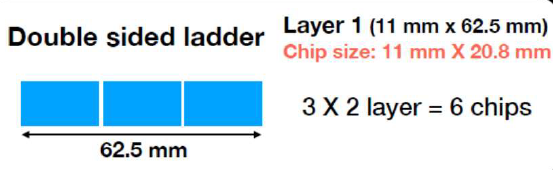 Double sided ladder
Layer 1 (11 mm x 62.5 mm)
Chip size: 11 mm X 20.8 mm
3 X 2 layer = 6 chips
62.5 mm